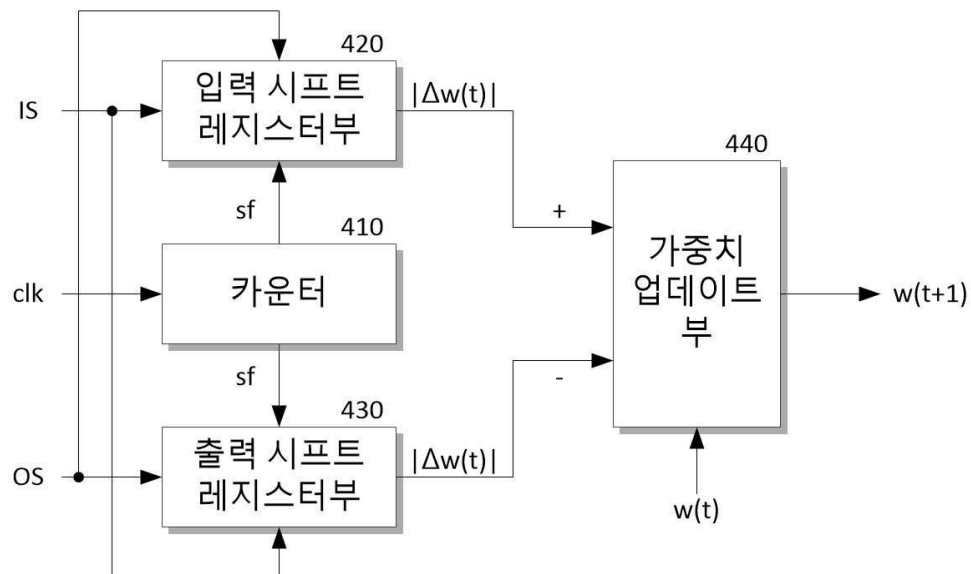 420
입력 시프트
레지스터부
|Δw(t)|
IS
440
sf
+
410
가중치
업데이트
부
clk
카운터
w(t+1)
sf
-
430
출력 시프트
레지스터부
|Δw(t)|
OS
w(t)